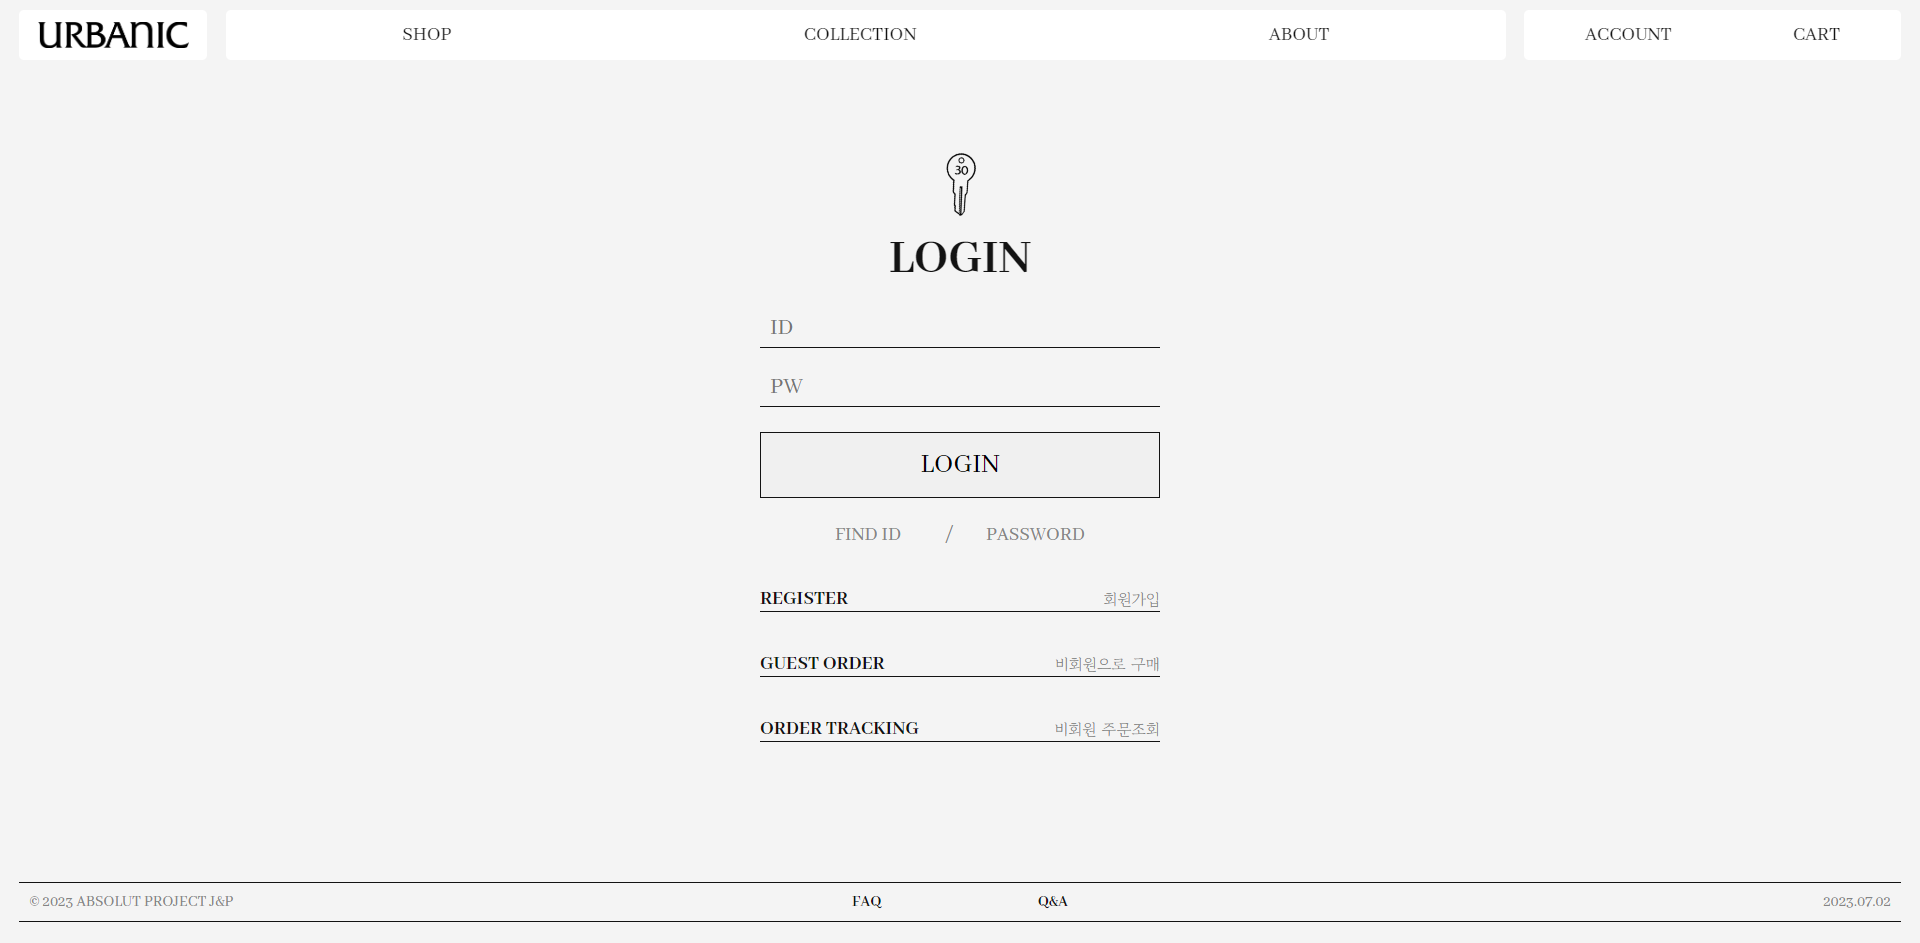 URBANIC SHOP COLLECTION ABOUT ACCOUNT CART
30
LOGIN
ID
PW
LOGIN
FIND ID / PASSWORD
REGISTER 회원가입
GUEST ORDER 비회원으로 구매
ORDER TRACKING 비회원 주문조회
© 2023 ABSOLUT PROJECT J&P FAQ Q&A 2023.07.02